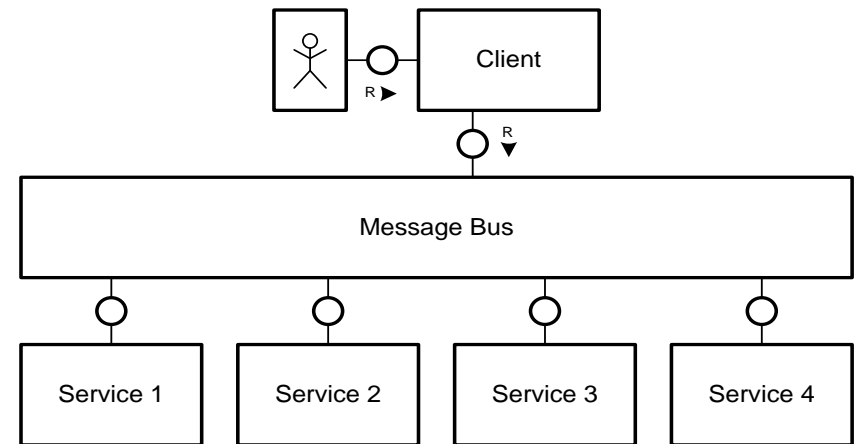 Client
R
R
Message Bus
Service 1
Service 2
Service 3
Service 4